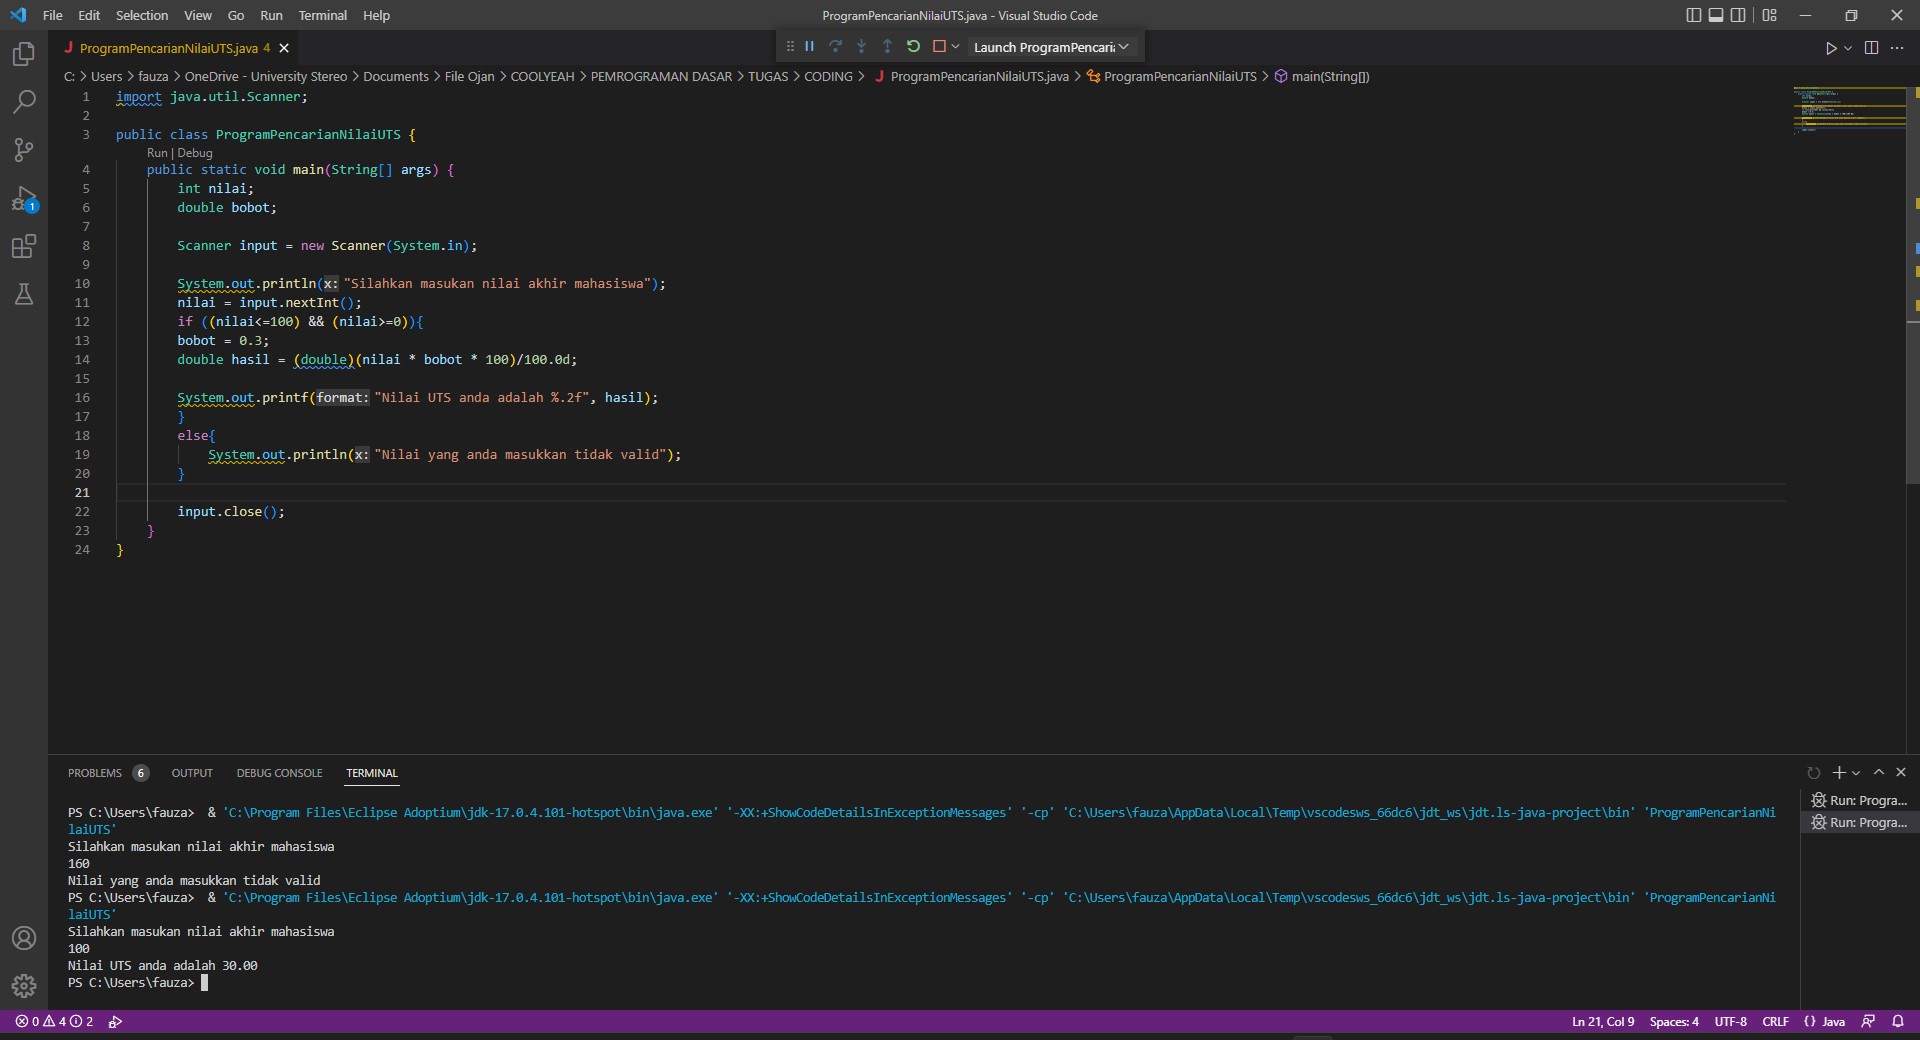 File Edit Selection View Go Run Terminal Help
ProgramPencarianNilaiUTS.java - Visual Studio Code
ProgramPencarianNilaiUTS.java 4
Launch ProgramPencari
C: > Users > fauza > OneDrive - University Stereo > Documents > File Ojan > COOLYEAH > PEMROGRAMAN DASAR > TUGAS > CODING > J ProgramPencarianNilaiUTS.java > ProgramPencarianNilaiUTS > main(String[])
1 import java.util.Scanner;
2
3 public class ProgramPencarianNilaiUTS {
Run | Debug
4 public static void main(String[] args) {
5 int nilai;
6 double bobot;
7
8 Scanner input = new Scanner(System.in);
9
10 System.out.println(x: "Silahkan masukan nilai akhir mahasiswa");
11 nilai = input.nextInt();
12 if ((nilai<=100) && (nilai>=0)){
13 bobot = 0.3;
14 double hasil = (double)(nilai * bobot * 100)/100.0d;
15
16 System.out.printf(format: "Nilai UTS anda adalah %.2f", hasil);
17 }
18 else{
19 System.out.println(x: "Nilai yang anda masukkan tidak valid");
20 }
21
22 input.close();
23 }
24 }
1
PROBLEMS 6 OUTPUT DEBUG CONSOLE TERMINAL
PS C:\Users\fauza> & 'C:\Program Files\Eclipse Adoptium\jdk-17.0.4.101-hotspot\bin\java.exe' '-XX:+ShowCodeDetailsInExceptionMessages' '-cp' 'C:\Users\fauza\AppData\Local\Temp\vscodesws_66dc6\jdt_ws\jdt.ls-java-project\bin' 'ProgramPencarianNi
laiUTS'
Silahkan masukan nilai akhir mahasiswa
160
Nilai yang anda masukkan tidak valid
PS C:\Users\fauza> & 'C:\Program Files\Eclipse Adoptium\jdk-17.0.4.101-hotspot\bin\java.exe' '-XX:+ShowCodeDetailsInExceptionMessages' '-cp' 'C:\Users\fauza\AppData\Local\Temp\vscodesws_66dc6\jdt_ws\jdt.ls-java-project\bin' 'ProgramPencarianNi
laiUTS'
Silahkan masukan nilai akhir mahasiswa
100
Nilai UTS anda adalah 30.00
PS C:\Users\fauza>
Run: Progra...
Run: Progra...
0 4 2
Ln 21, Col 9 Spaces: 4 UTF-8 CRLF {} Java